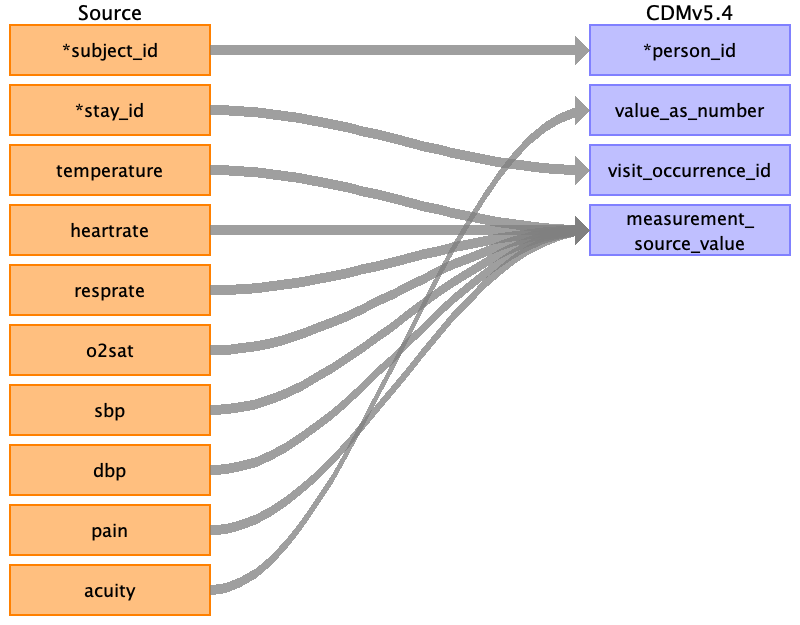 Source
CDMv5.4
*subject_id
*person_id
*stay_id
value_as_number
temperature
visit_occurrence_id
heartrate
measurement_
source_value
resprate
o2sat
sbp
dbp
pain
acuity